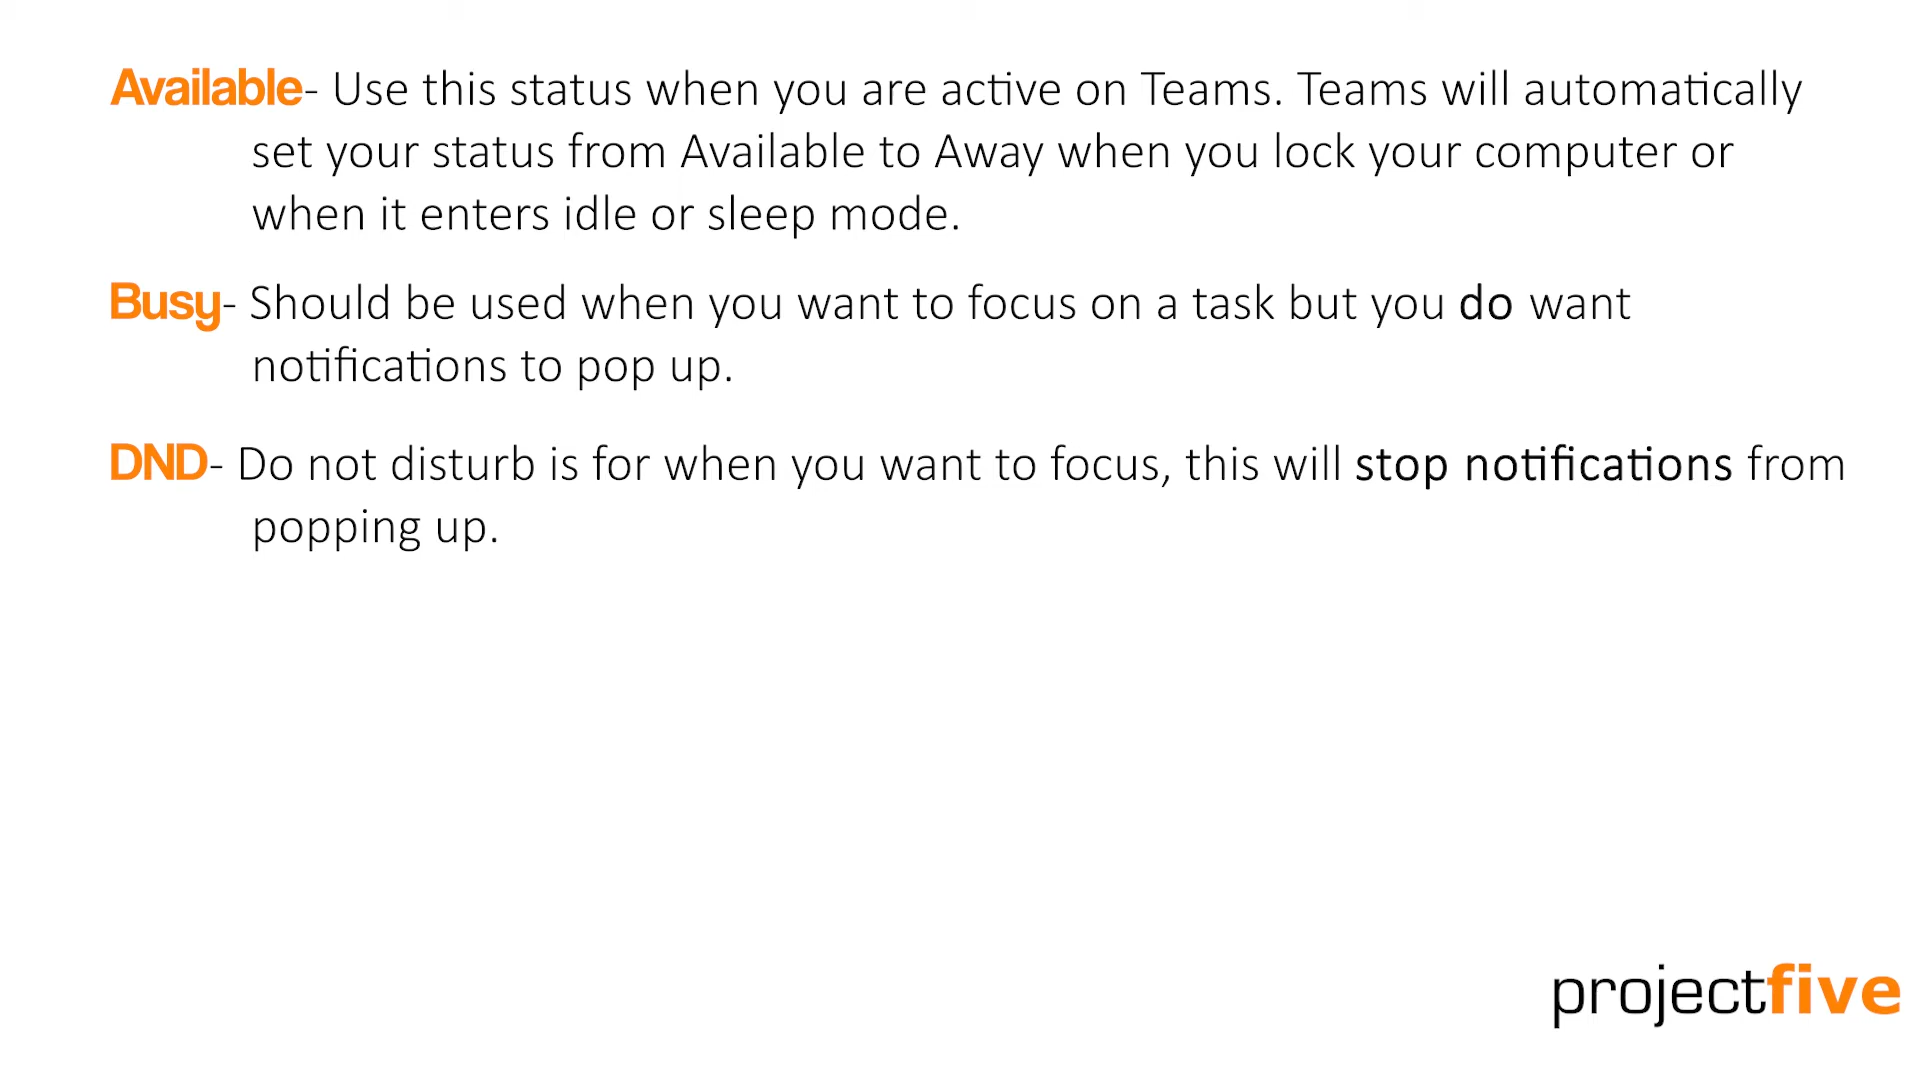 Available- Use this status when you are active on Teams. Teams will automatically
set your status from Available to Away when you lock your computer or
when it enters idle or sleep mode.
Busy- Should be used when you want to focus on a task but you do want
notifications to pop up.
DND- Do not disturb is for when you want to focus, this will stop notifications from
popping up.
projectfive